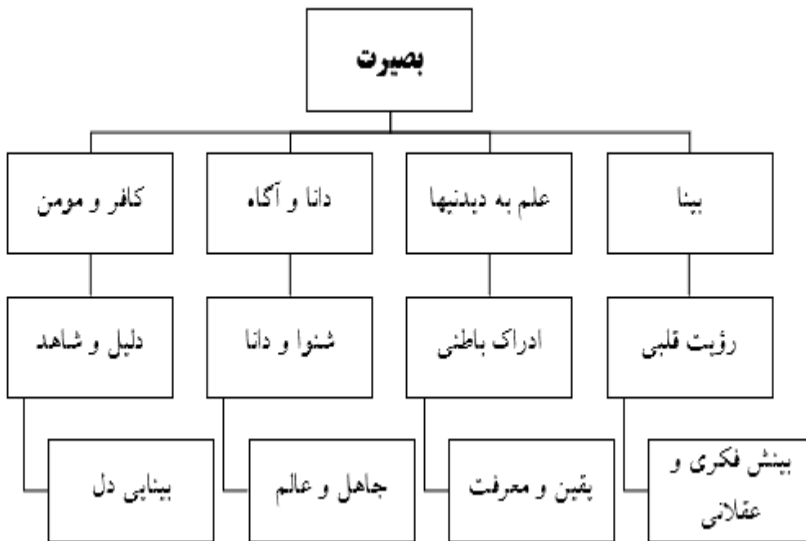 بصیرت
بینا
علم به دیدنیها
دانا و آگاه
کافر و مومن
رؤیت قلبی
ادراک باطنی
شنوا و دانا
دلیل و شاهد
بینش فکری و
عقلانی
یقین و معرفت
جاهل و عالم
بینایی دل